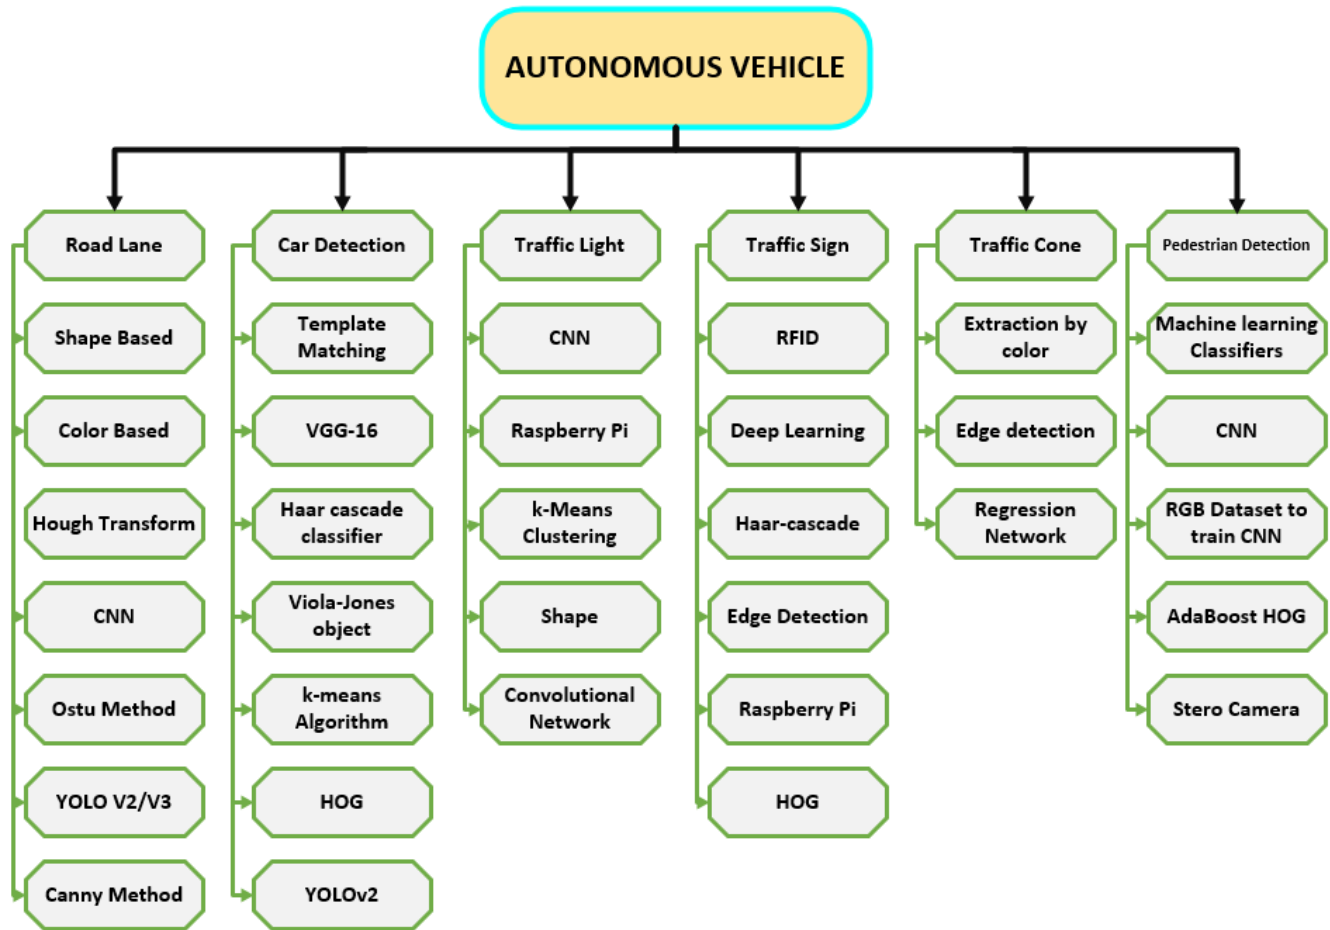 AUTONOMOUS VEHICLE
Road Lane
Shape Based
Color Based
Hough Transform
CNN
Ostu Method
YOLO V2/V3
Canny Method
Car Detection
Template
Matching
VGG-16
Haar cascade
classifier
Viola-Jones
object
k-means
Algorithm
HOG
YOLOv2
Traffic Light
CNN
Raspberry Pi
k-Means
Clustering
Shape
Convolutional
Network
Traffic Sign
RFID
Deep Learning
Haar-cascade
Edge Detection
Raspberry Pi
HOG
Traffic Cone
Extraction by
color
Edge detection
Regression
Network
Pedestrian Detection
Machine learning
Classifiers
CNN
RGB Dataset to
train CNN
AdaBoost HOG
Stero Camera